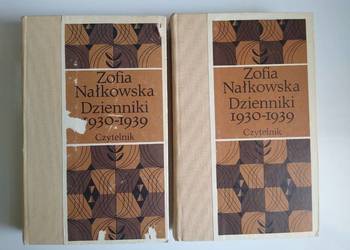 Zofia
Nałkowska
Dzienniki
1930-1939
Czytelnik
Zofia
Nałkowska
Dzienniki
1930-1939
Czytelnik